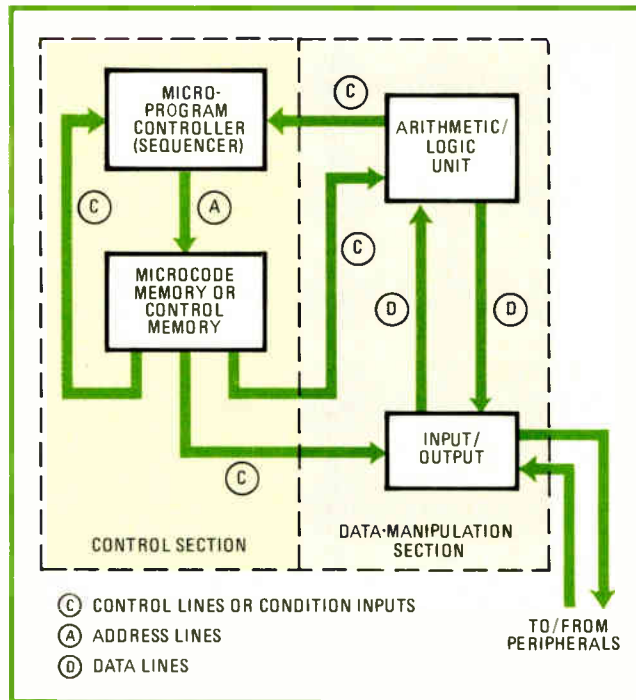 MICRO-
PROGRAM
CONTROLLER
(SEQUENCER)
C
ARITHMETIC/
LOGIC
UNIT
C
A
C
MICROCODE
MEMORY OR
CONTROL
MEMORY
D
D
INPUT/
OUTPUT
C
CONTROL SECTION
DATA-MANIPULATION
SECTION
C CONTROL LINES OR CONDITION INPUTS
A ADDRESS LINES
D DATA LINES
TO/FROM
PERIPHERALS